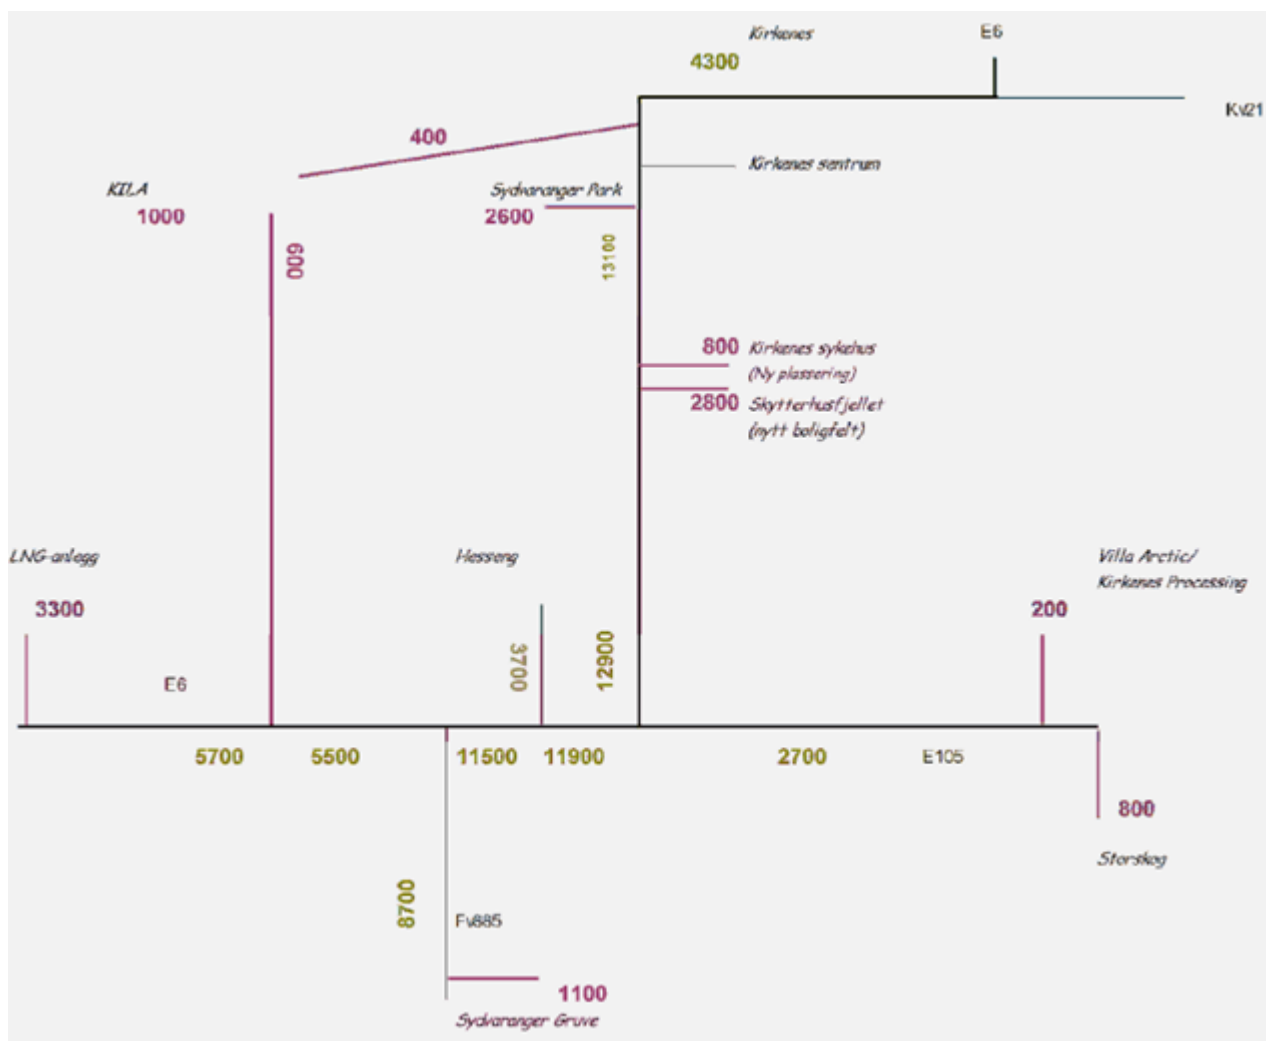 Kirkenes
E6
4300
Kv21
400
Kirkenes sentrum
KILA
1000
Sydvaranger Park
2600
600
13100
800 Kirkenes sykehus
(Ny plassering)
2800 Skytterhusfjellet
(nytt boligfelt)
LNG-anlegg
3300
Hesseng
Villa Arctic/
Kirkenes Processing
200
3700
12900
E6
5700
5500
11500
11900
2700
E105
800
Storskog
8700
Fv885
1100
Sydvaranger Gruve